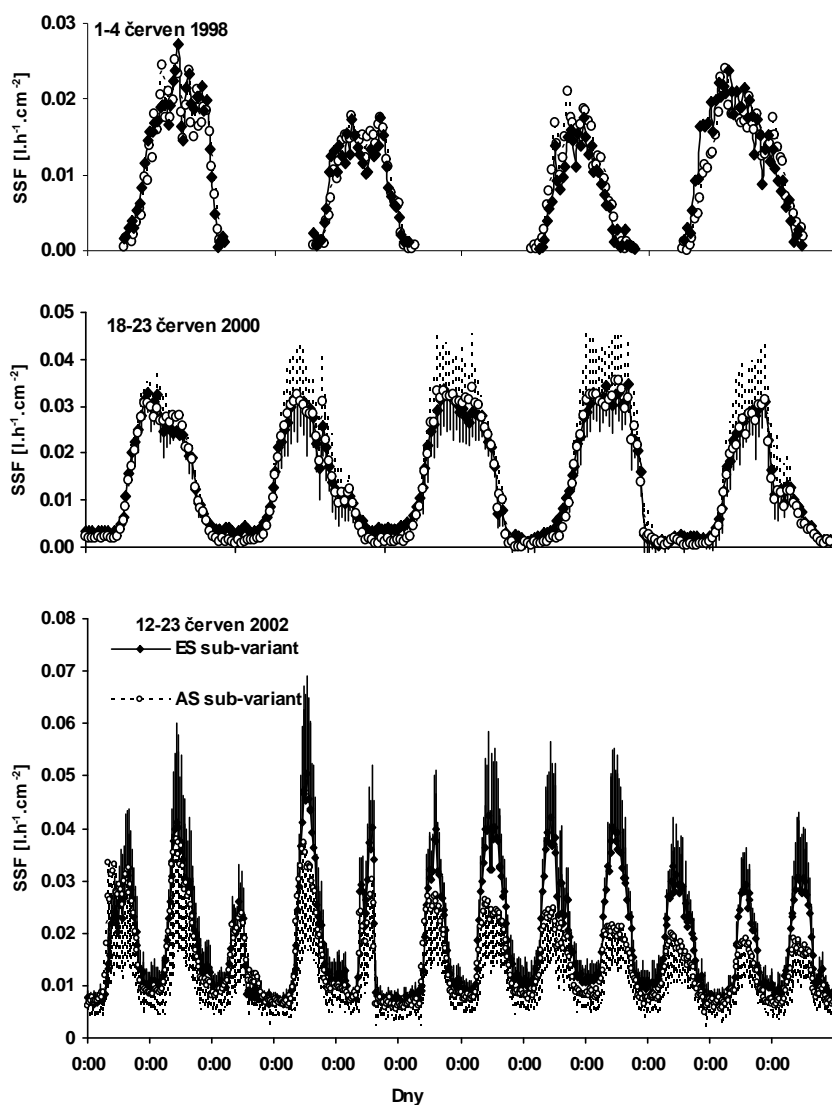 1-4 červen 1998
SSF [l.h⁻¹.cm⁻²]
0.03
0.02
0.01
0.00
18-23 červen 2000
SSF [l.h⁻¹.cm⁻²]
0.05
0.04
0.03
0.02
0.01
0.00
12-23 červen 2002
ES sub-variant
AS sub-variant
SSF [l.h⁻¹.cm⁻²]
0.08
0.07
0.06
0.05
0.04
0.03
0.02
0.01
0
0:00 0:00 0:00 0:00 0:00 0:00 0:00 0:00 0:00 0:00 0:00 0:00
Dny